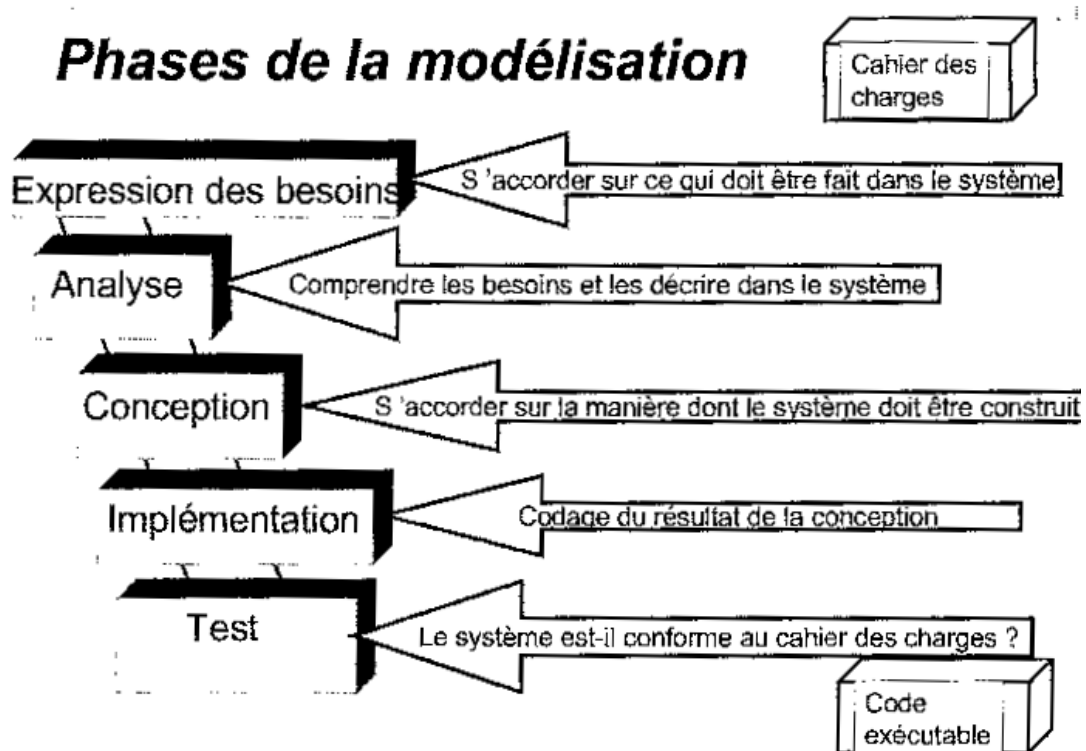 Phases de la modélisation
Cahier des
charges
Expression des besoins
S 'accorder sur ce qui doit être fait dans le système
Analyse
Comprendre les besoins et les décrire dans le système
Conception
S 'accorder sur la manière dont le système doit être construit
Implémentation
Codage du résultat de la conception
Test
Le système est-il conforme au cahier des charges ?
Code
exécutable